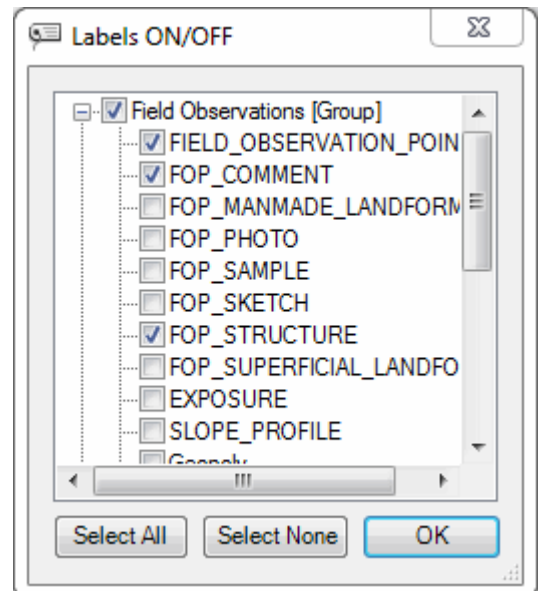 Labels ON/OFF
Field Observations [Group]
FIELD_OBSERVATION_POIN
FOP_COMMENT
FOP_MANMADE_LANDFORM
FOP_PHOTO
FOP_SAMPLE
FOP_SKETCH
FOP_STRUCTURE
FOP_SUPERFICIAL_LANDFO
EXPOSURE
SLOPE_PROFILE
Geopoly
Select All Select None OK